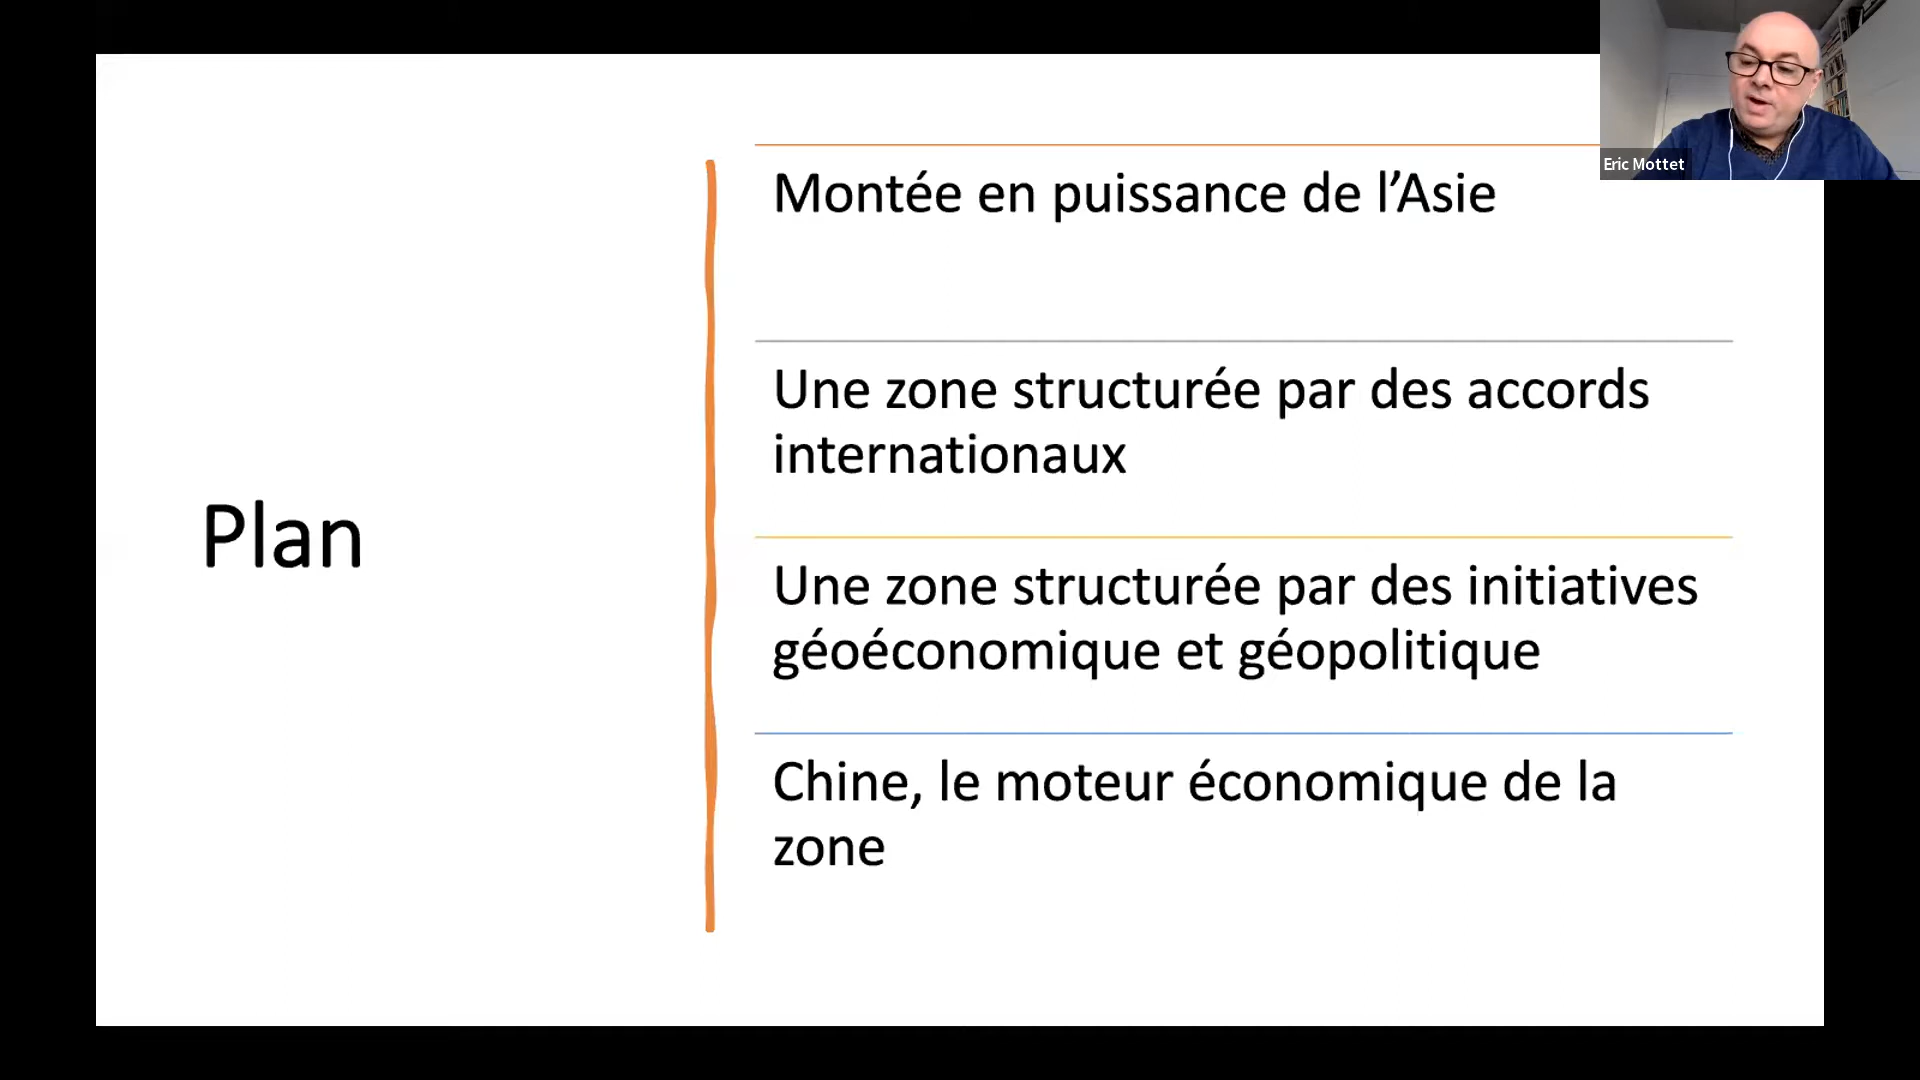 Eric Mottet
Plan
Montée en puissance de l’Asie
Une zone structurée par des accords
internationaux
Une zone structurée par des initiatives
géoéconomique et géopolitique
Chine, le moteur économique de la
zone